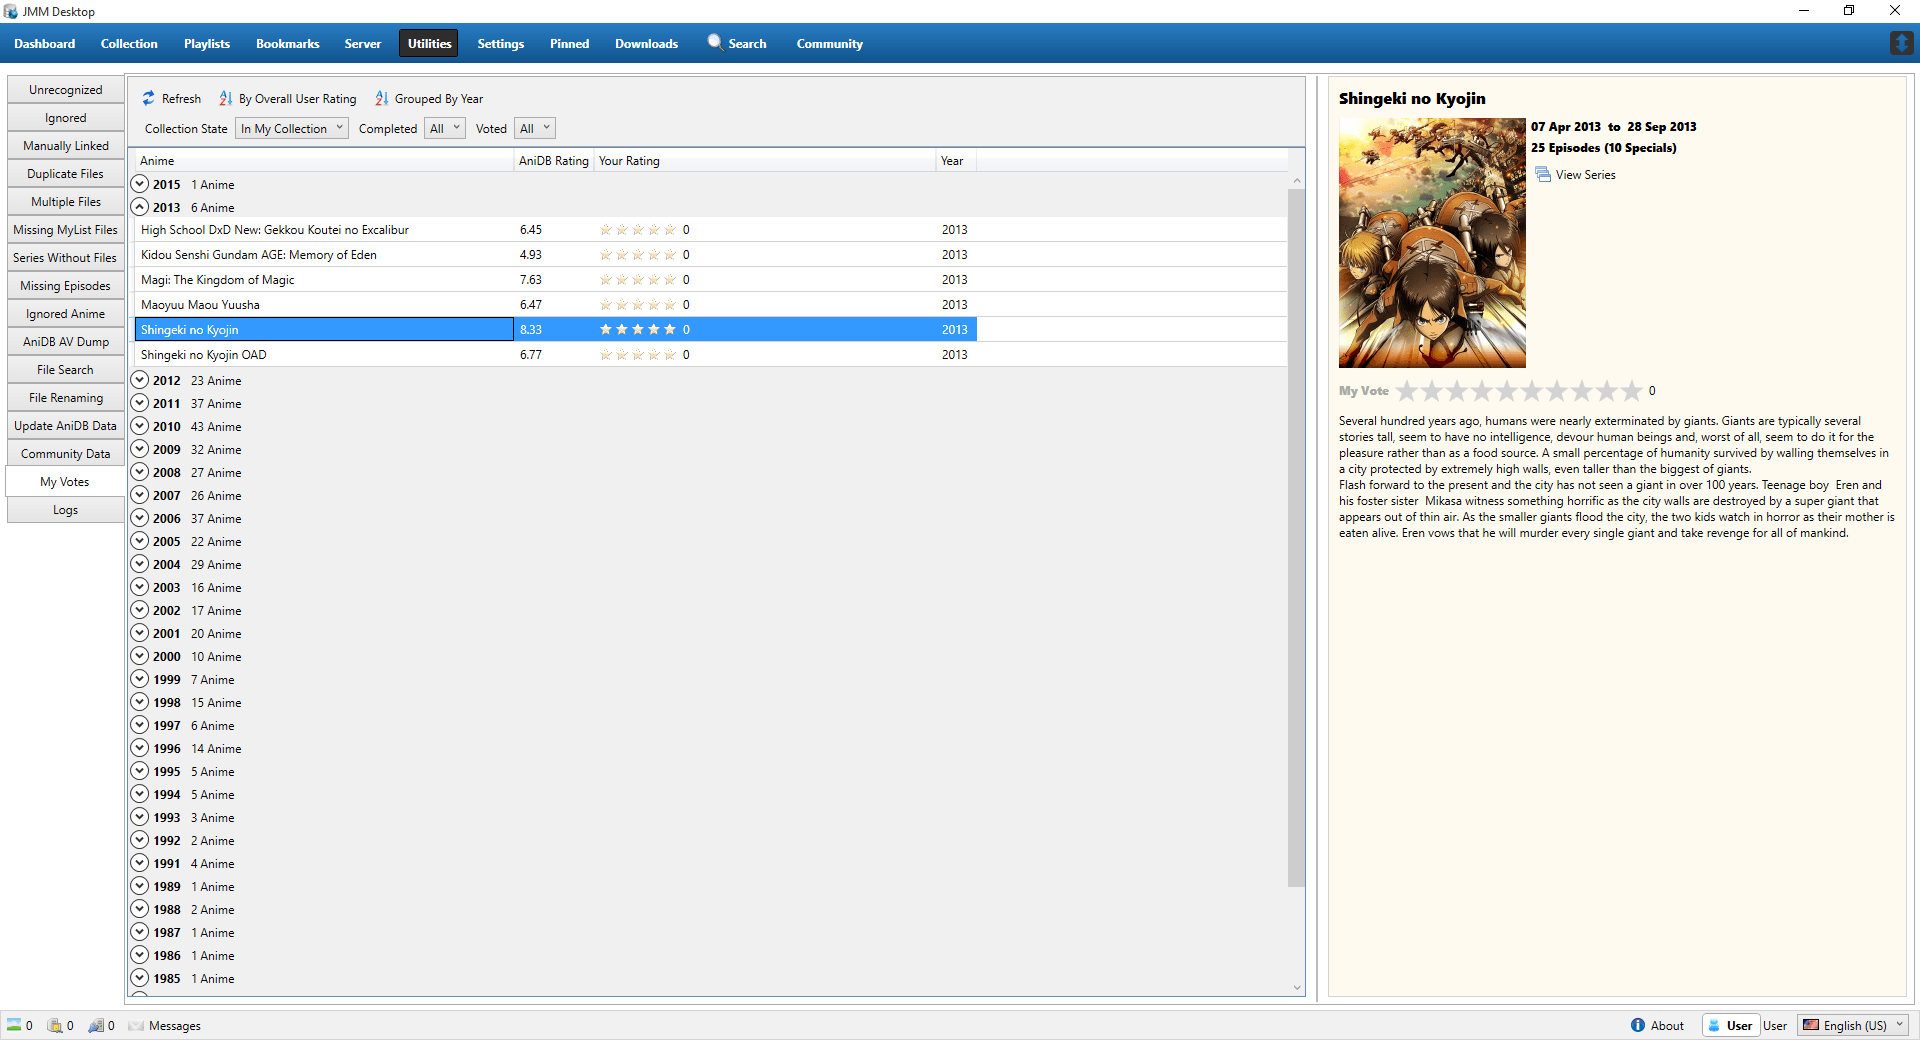 JMM Desktop
Dashboard Collection Playlists Bookmarks Server Utilities Settings Pinned Downloads Search Community
Unrecognized
Ignored
Manually Linked
Duplicate Files
Multiple Files
Missing MyList Files
Series Without Files
Missing Episodes
Ignored Anime
AniDB AV Dump
File Search
File Renaming
Update AniDB Data
Community Data
My Votes
Logs
Refresh By Overall User Rating Grouped By Year
Collection State In My Collection Completed All Voted All
Anime AniDB Rating Your Rating Year
2015 1 Anime
2013 6 Anime
High School DxD New: Gekkou Koutei no Excalibur 6.45 0 2013
Kidou Senshi Gundam AGE: Memory of Eden 4.93 0 2013
Magi: The Kingdom of Magic 7.63 0 2013
Maoyuu Maou Yuusha 6.47 0 2013
Shingeki no Kyojin 8.33 0 2013
Shingeki no Kyojin OAD 6.77 0 2013
2012 23 Anime
2011 37 Anime
2010 43 Anime
2009 32 Anime
2008 27 Anime
2007 26 Anime
2006 37 Anime
2005 22 Anime
2004 29 Anime
2003 16 Anime
2002 17 Anime
2001 20 Anime
2000 10 Anime
1999 7 Anime
1998 15 Anime
1997 6 Anime
1996 14 Anime
1995 5 Anime
1994 5 Anime
1993 3 Anime
1992 2 Anime
1991 4 Anime
1989 1 Anime
1988 2 Anime
1987 1 Anime
1986 1 Anime
1985 1 Anime
Shingeki no Kyojin
07 Apr 2013 to 28 Sep 2013
25 Episodes (10 Specials)
View Series
My Vote 0
Several hundred years ago, humans were nearly exterminated by giants. Giants are typically several
stories tall, seem to have no intelligence, devour human beings and, worst of all, seem to do it for the
pleasure rather than as a food source. A small percentage of humanity survived by walling themselves in
a city protected by extremely high walls, even taller than the biggest of giants.
Flash forward to the present and the city has not seen a giant in over 100 years. Teenage boy Eren and
his foster sister Mikasa witness something horrific as the city walls are destroyed by a super giant that
appears out of thin air. As the smaller giants flood the city, the two kids watch in horror as their mother is
eaten alive. Eren vows that he will murder every single giant and take revenge for all of mankind.
0 0 0 Messages
About User User English (US)